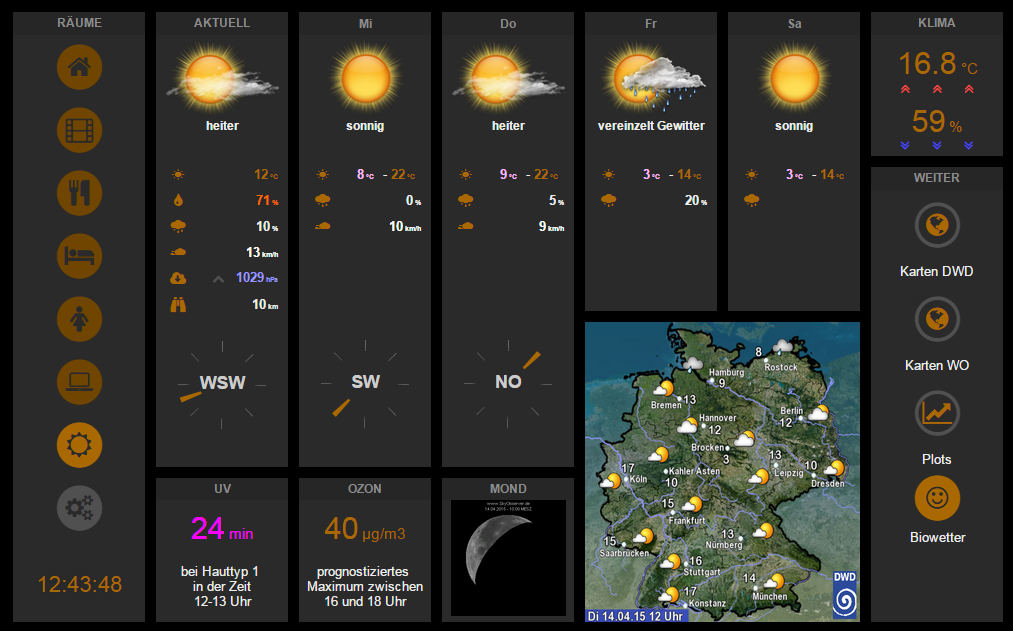 RÄUME
12:43:48
AKTUELL
heiter
12 °C
71 %
10 %
13 km/h
1029 hPa
10 km
WSW
Mi
sonnig
8 °C - 22 °C
0 %
10 km/h
SW
Do
heiter
9 °C - 22 °C
5 %
9 km/h
NO
Fr
vereinzelt Gewitter
3 °C - 14 °C
20 %
Sa
sonnig
3 °C - 14 °C
KLIMA
16.8 °C
59 %
WEITER
Karten DWD
Karten WO
Plots
Biowetter
UV
24 min
bei Hauttyp 1
in der Zeit
12-13 Uhr
OZON
40 µg/m3
prognostiziertes
Maximum zwischen
16 und 18 Uhr
MOND
14.04.2015 - 10:00 MESZ
8
Rostock
Hamburg
9
13
Bremen
Hannover
12
Berlin
12
Brocken
3
17
Köln
Kahler Asten
10
13
Leipzig
10
Dresden
15
Frankfurt
15
Saarbrücken
13
Nürnberg
16
Stuttgart
14
München
17
Konstanz
DWD
Di 14.04.15 12 Uhr